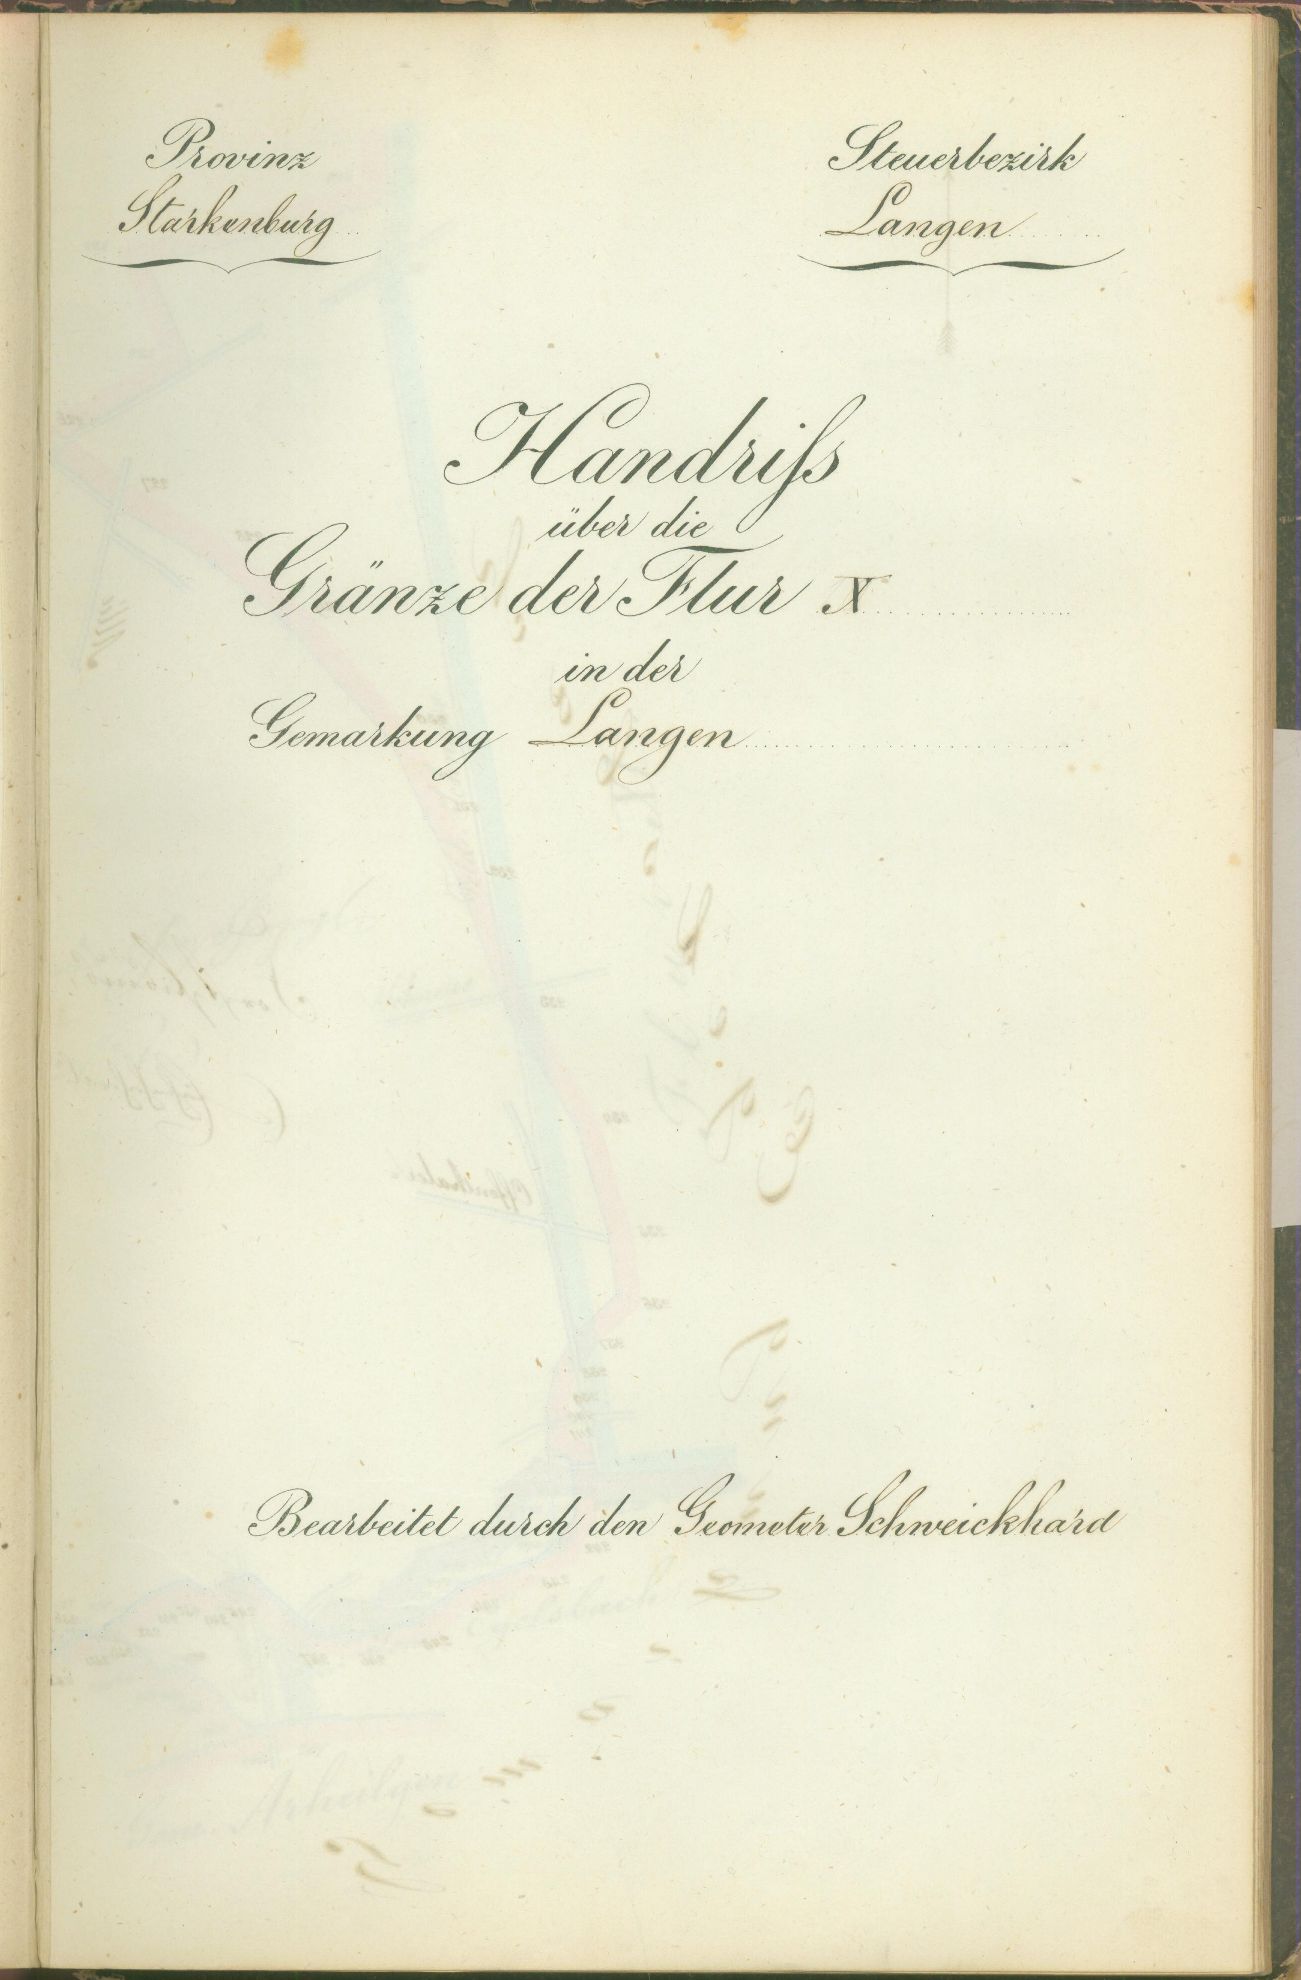 Provinz
Starkenburg
Steuerbezirk
Langen
Handriſs
über die
Gränze der Flur X
in der
Gemarkung Langen
Bearbeitet durch den Geometer Schweickhard